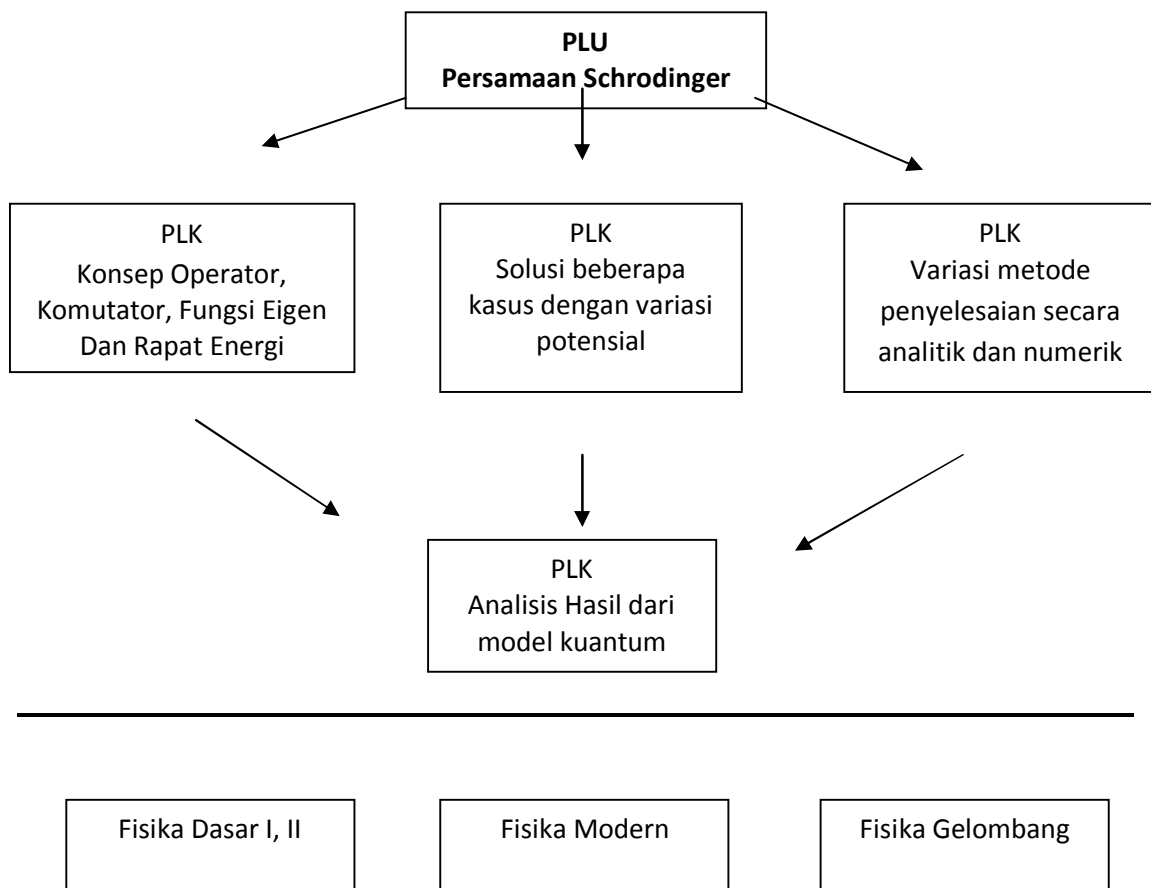 PLU
Persamaan Schrodinger
PLK
Konsep Operator,
Komutator, Fungsi Eigen
Dan Rapat Energi
PLK
Solusi beberapa
kasus dengan variasi
potensial
PLK
Variasi metode
penyelesaian secara
analitik dan numerik
PLK
Analisis Hasil dari
model kuantum
Fisika Dasar I, II
Fisika Modern
Fisika Gelombang